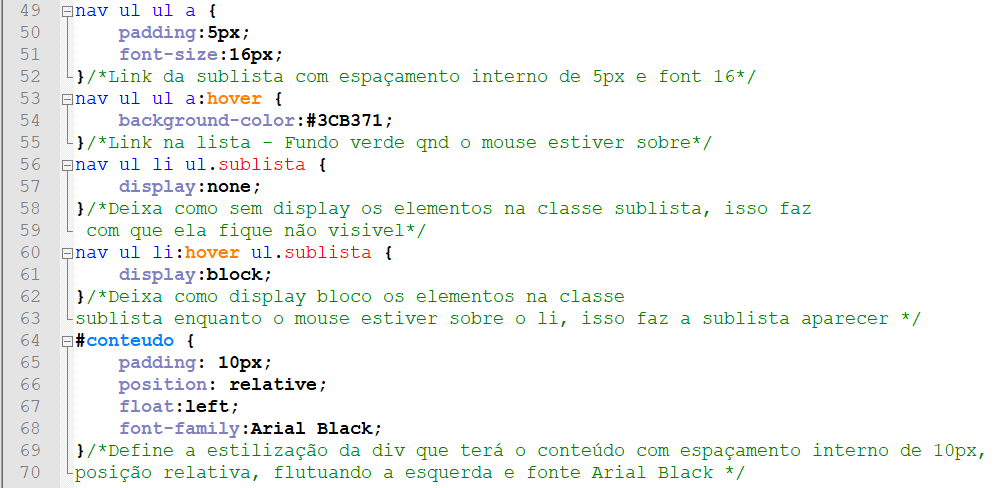 49 nav ul ul a {
50 padding:5px;
51 font-size:16px;
52 }/*Link da sublista com espaçamento interno de 5px e font 16*/
53 nav ul ul a:hover {
54 background-color:#3CB371;
55 }/*Link na lista - Fundo verde qnd o mouse estiver sobre*/
56 nav ul li ul.sublista {
57 display:none;
58 }/*Deixa como sem display os elementos na classe sublista, isso faz
59 com que ela fique não visivel*/
60 nav ul li:hover ul.sublista {
61 display:block;
62 }/*Deixa como display bloco os elementos na classe
63 sublista enquanto o mouse estiver sobre o li, isso faz a sublista aparecer */
64 #conteudo {
65 padding: 10px;
66 position: relative;
67 float:left;
68 font-family:Arial Black;
69 }/*Define a estilização da div que terá o conteúdo com espaçamento interno de 10px,
70 posição relativa, flutuando a esquerda e fonte Arial Black */